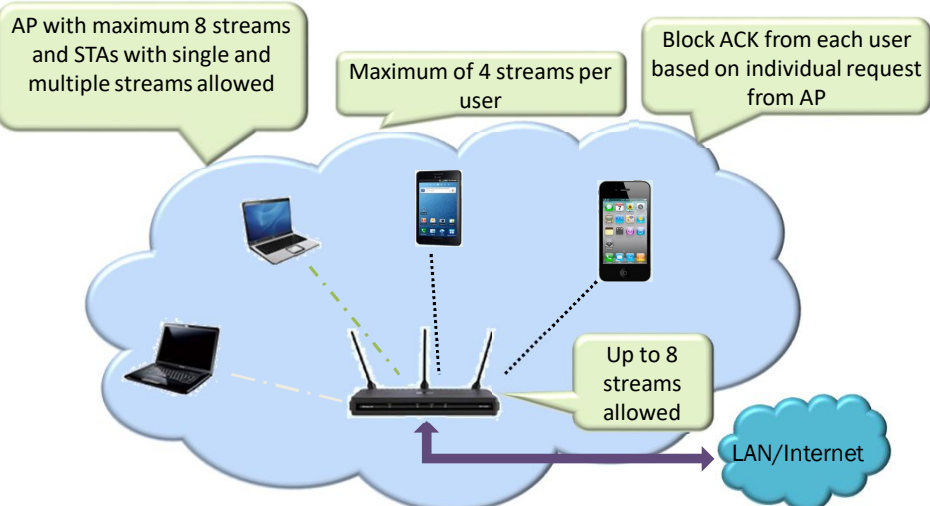 AP with maximum 8 streams
and STAs with single and
multiple streams allowed
Maximum of 4 streams per
user
Block ACK from each user
based on individual request
from AP
Up to 8
streams
allowed
LAN/Internet